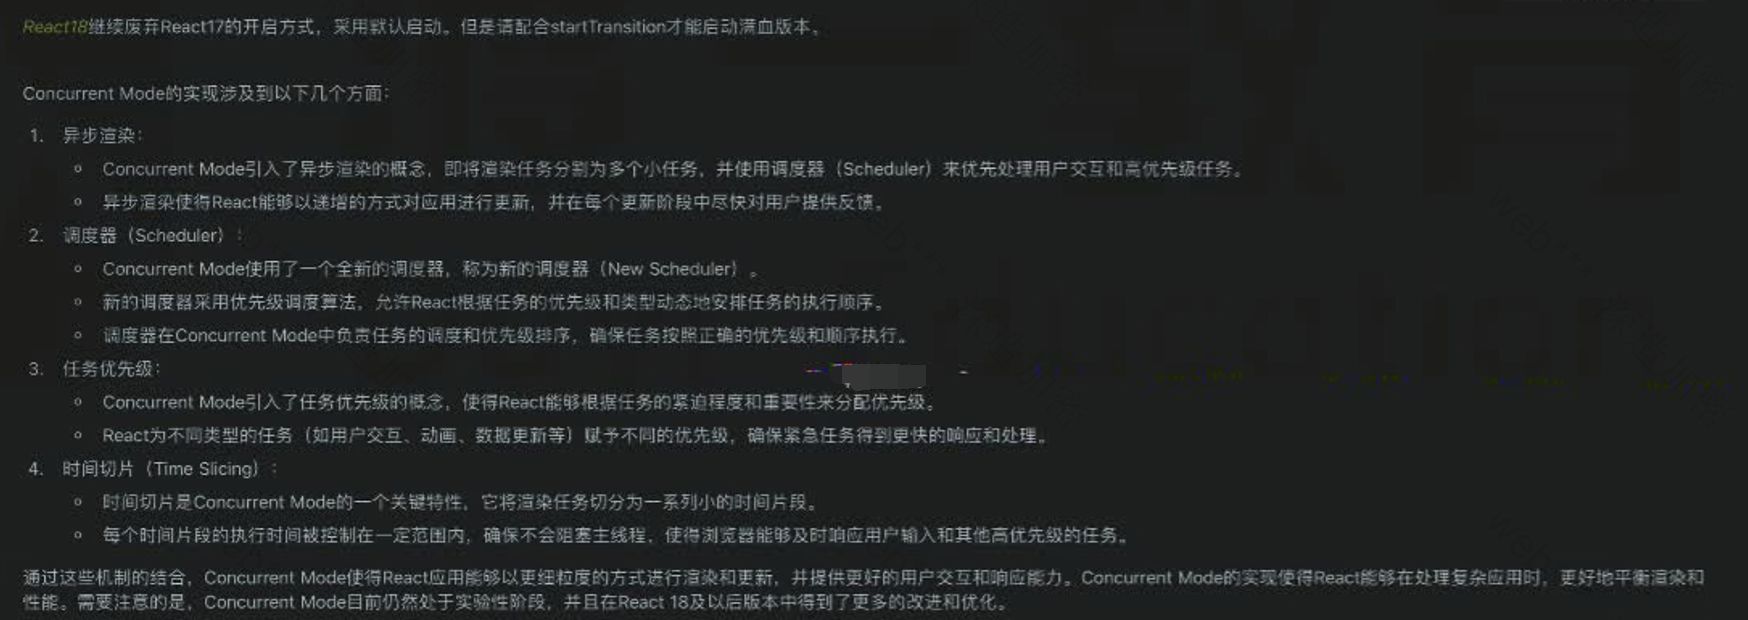 React18继续废弃React17的开启方式，采用默认启动。但是请配合startTransition才能启动满血版本。
Concurrent Mode的实现涉及到以下几个方面：
1. 异步渲染：
◦ Concurrent Mode引入了异步渲染的概念，即将渲染任务分割为多个小任务，并使用调度器（Scheduler）来优先处理用户交互和高优先级任务。
◦ 异步渲染使得React能够以递增的方式对应用进行更新，并在每个更新阶段中尽快对用户提供反馈。
2. 调度器（Scheduler）：
◦ Concurrent Mode使用了一个全新的调度器，称为新的调度器（New Scheduler）。
◦ 新的调度器采用优先级调度算法，允许React根据任务的优先级和类型动态地安排任务的执行顺序。
◦ 调度器在Concurrent Mode中负责任务的调度和优先级排序，确保任务按照正确的优先级和顺序执行。
3. 任务优先级：
◦ Concurrent Mode引入了任务优先级的概念，使得React能够根据任务的紧迫程度和重要性来分配优先级。
◦ React为不同类型的任务（如用户交互、动画、数据更新等）赋予不同的优先级，确保紧急任务得到更快的响应和处理。
4. 时间切片（Time Slicing）：
◦ 时间切片是Concurrent Mode的一个关键特性，它将渲染任务切分为一系列小的时间片段。
◦ 每个时间片段的执行时间被控制在一定范围内，确保不会阻塞主线程，使得浏览器能够及时响应用户输入和其他高优先级的任务。
通过这些机制的结合，Concurrent Mode使得React应用能够以更细粒度的方式进行渲染和更新，并提供更好的用户交互和响应能力。Concurrent Mode的实现使得React能够在处理复杂应用时，更好地平衡渲染和
性能。需要注意的是，Concurrent Mode目前仍然处于实验性阶段，并且在React 18及以后版本中得到了更多的改进和优化。